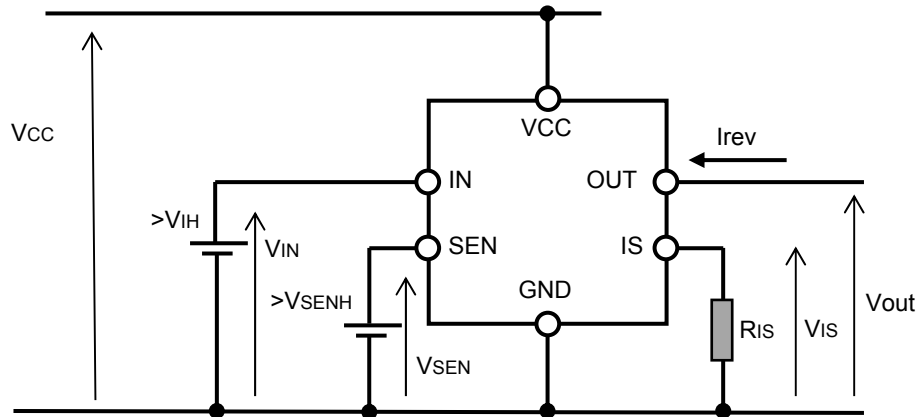 VCC
VCC
Irev
IN
OUT
>VIH
VIN
SEN
IS
GND
>VSENH
VSEN
RIS
VIS
Vout